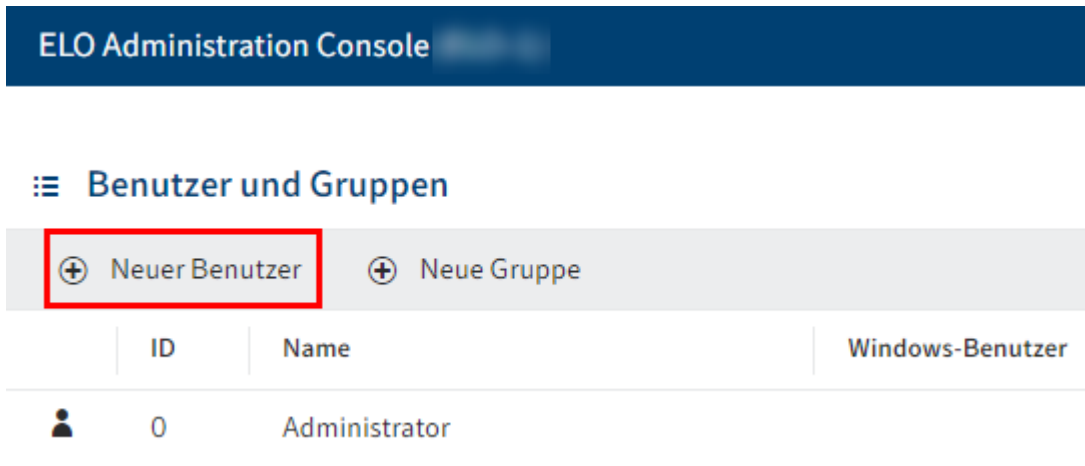 ELO Administration Console
Benutzer und Gruppen
Neuer Benutzer Neue Gruppe
ID Name Windows-Benutzer
0 Administrator